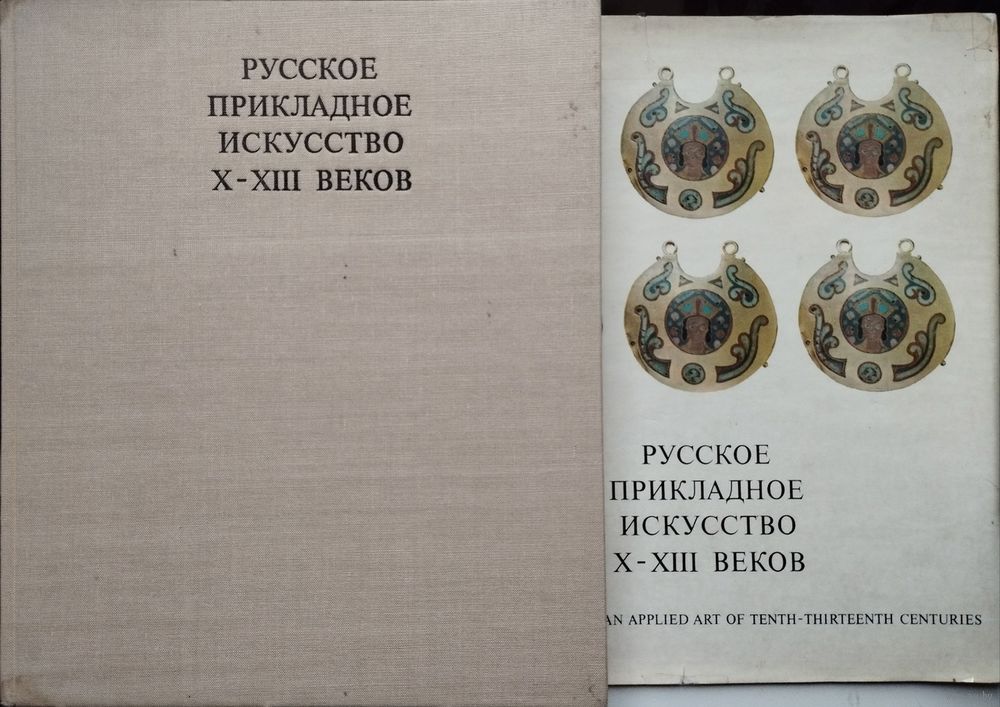 РУССКОЕ
ПРИКЛАДНОЕ
ИСКУССТВО
X-XIII ВЕКОВ
РУССКОЕ
ПРИКЛАДНОЕ
ИСКУССТВО
X-XIII ВЕКОВ
AN APPLIED ART OF TENTH-THIRTEENTH CENTURIES